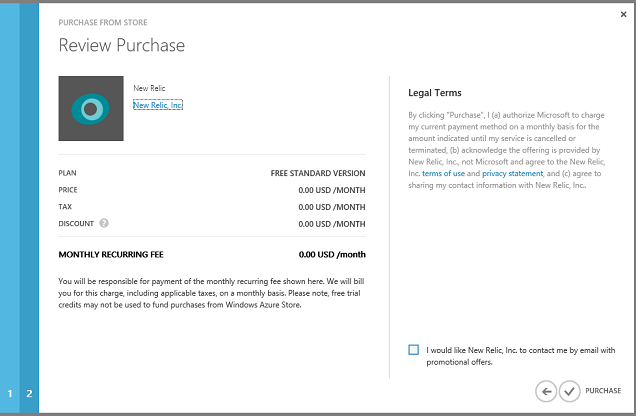 PURCHASE FROM STORE
Review Purchase
New Relic
New Relic, Inc.
PLAN FREE STANDARD VERSION
PRICE 0.00 USD /MONTH
TAX 0.00 USD /MONTH
DISCOUNT ? 0.00 USD /MONTH
MONTHLY RECURRING FEE 0.00 USD /month
You will be responsible for payment of the monthly recurring fee shown here. We will bill
you for this charge, including applicable taxes, on a monthly basis. Please note, free trial
credits may not be used to fund purchases from Windows Azure Store.
Legal Terms
By clicking "Purchase", I (a) authorize Microsoft to charge
my current payment method on a monthly basis for the
amount indicated until my service is cancelled or
terminated, (b) acknowledge the offering is provided by
New Relic, Inc., not Microsoft and agree to the New Relic,
Inc. terms of use and privacy statement, and (c) agree to
sharing my contact information with New Relic, Inc..
I would like New Relic, Inc. to contact me by email with
promotional offers.
1 2
PURCHASE